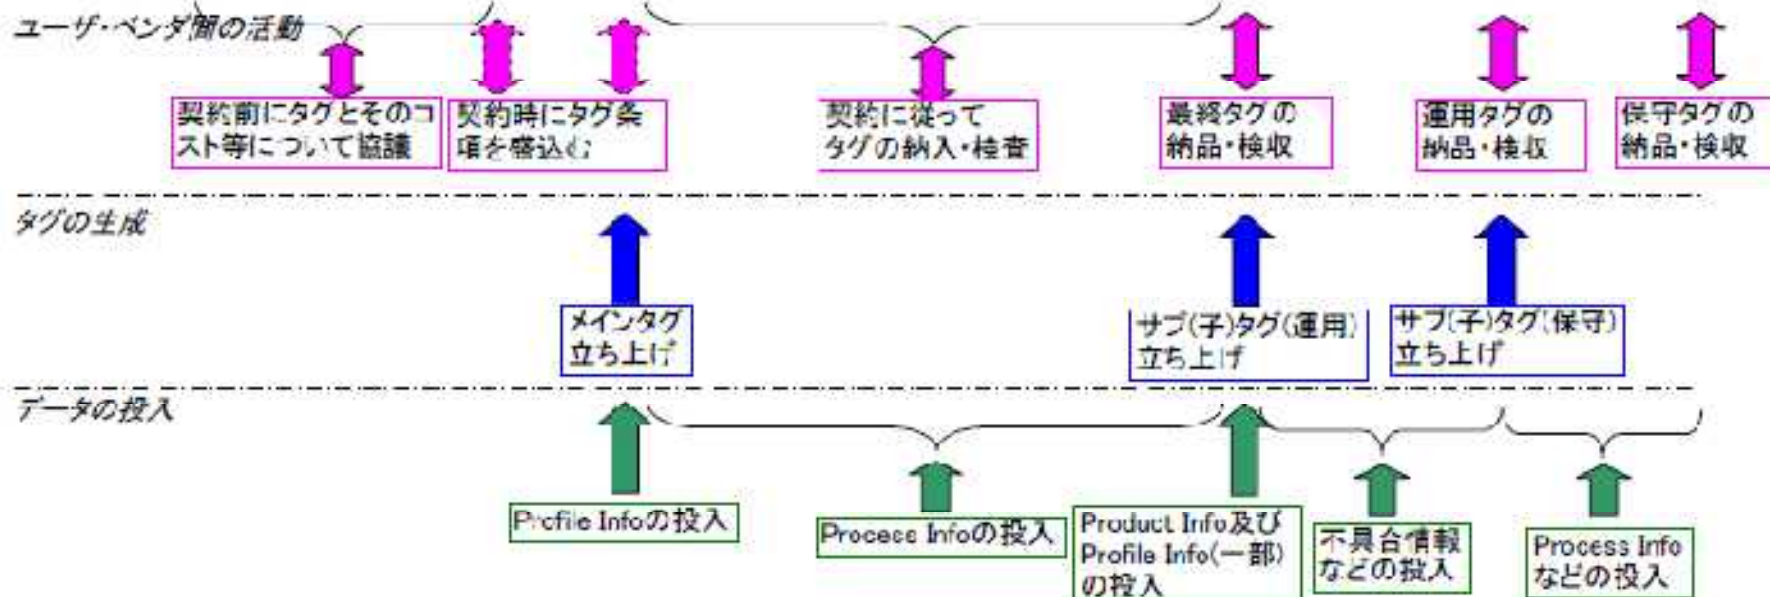 ユーザ・ベンダ間の活動
契約前にタグとそのコ
スト等について協議
契約時にタグ条
項を盛込む
契約に従って
タグの納入・検査
最終タグの
納品・検収
運用タグの
納品・検収
保守タグの
納品・検収
タグの生成
メインタグ
立ち上げ
サブ(子)タグ(運用)
立ち上げ
サブ(子)タグ(保守)
立ち上げ
データの投入
Profile Infoの投入
Process Infoの投入
Product Info及び
Profile Info(一部)
の投入
不具合情報
などの投入
Process Info
などの投入